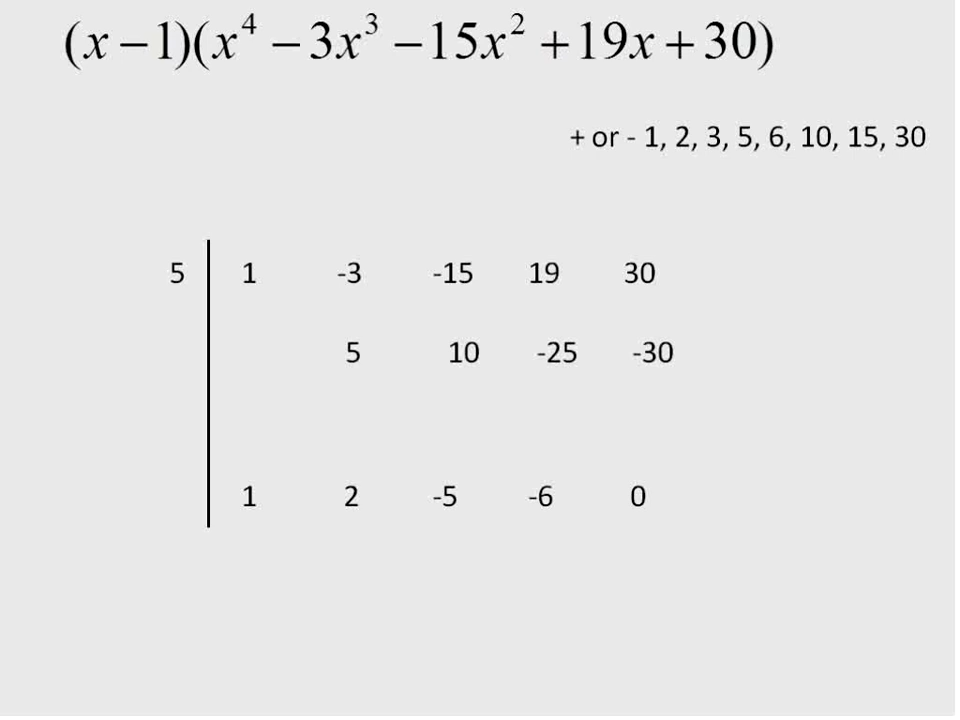 (x − 1)(x⁴ − 3x³ − 15x² + 19x + 30)
+ or - 1, 2, 3, 5, 6, 10, 15, 30
5 1 -3 -15 19 30
5 10 -25 -30
1 2 -5 -6 0